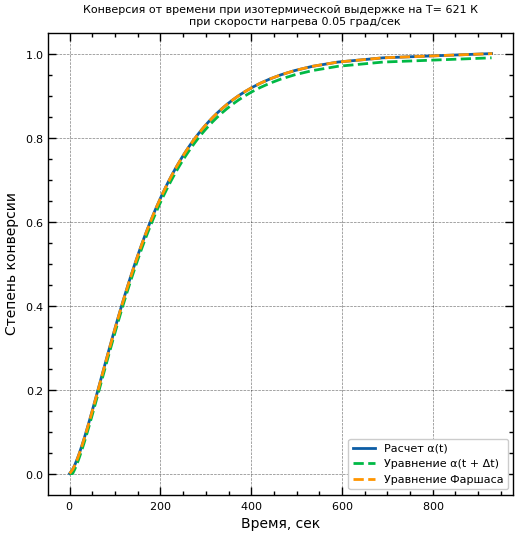 Конверсия от времени при изотермической выдержке на T= 621 К
при скорости нагрева 0.05 град/сек
Степень конверсии
1.0
0.8
0.6
0.4
0.2
0.0
0
200
400
600
800
Время, сек
Расчет α(t)
Уравнение α(t + Δt)
Уравнение Фаршаса